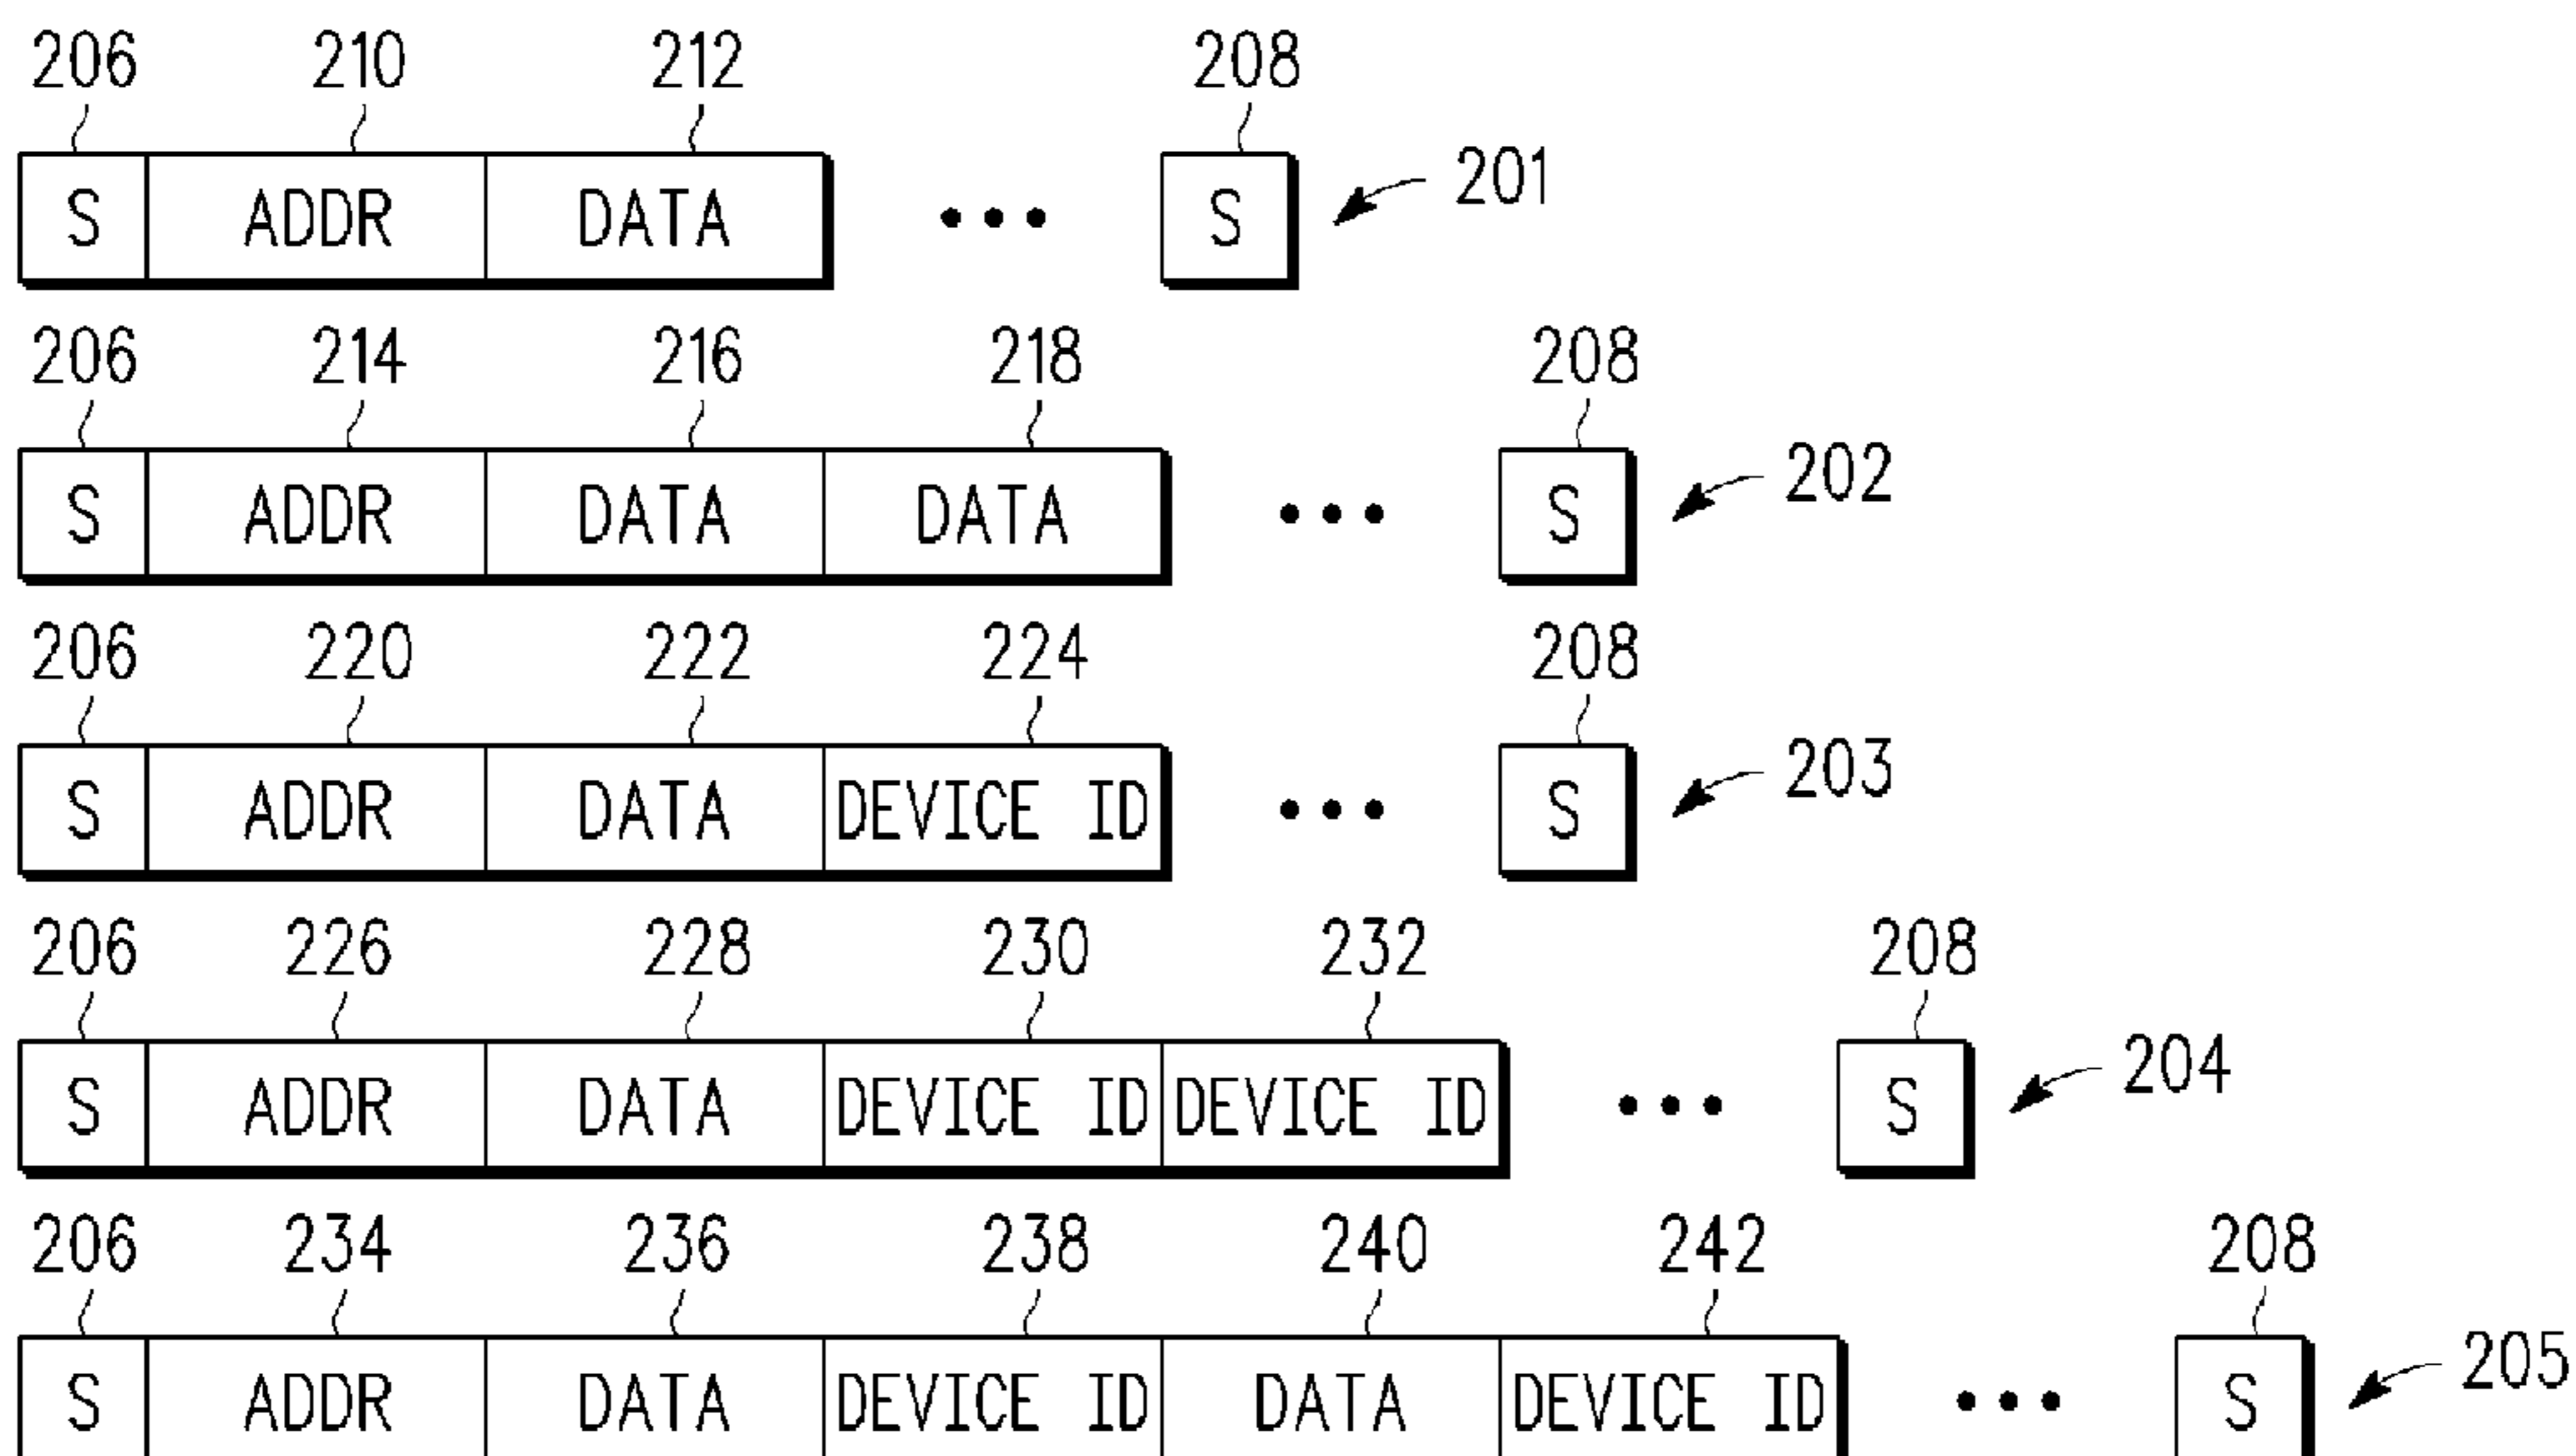 206 210 212 208
S ADDR DATA ••• S 201
206 214 216 218 208
S ADDR DATA DATA ••• S 202
206 220 222 224 208
S ADDR DATA DEVICE ID ••• S 203
206 226 228 230 232 208
S ADDR DATA DEVICE ID DEVICE ID ••• S 204
206 234 236 238 240 242 208
S ADDR DATA DEVICE ID DATA DEVICE ID ••• S 205